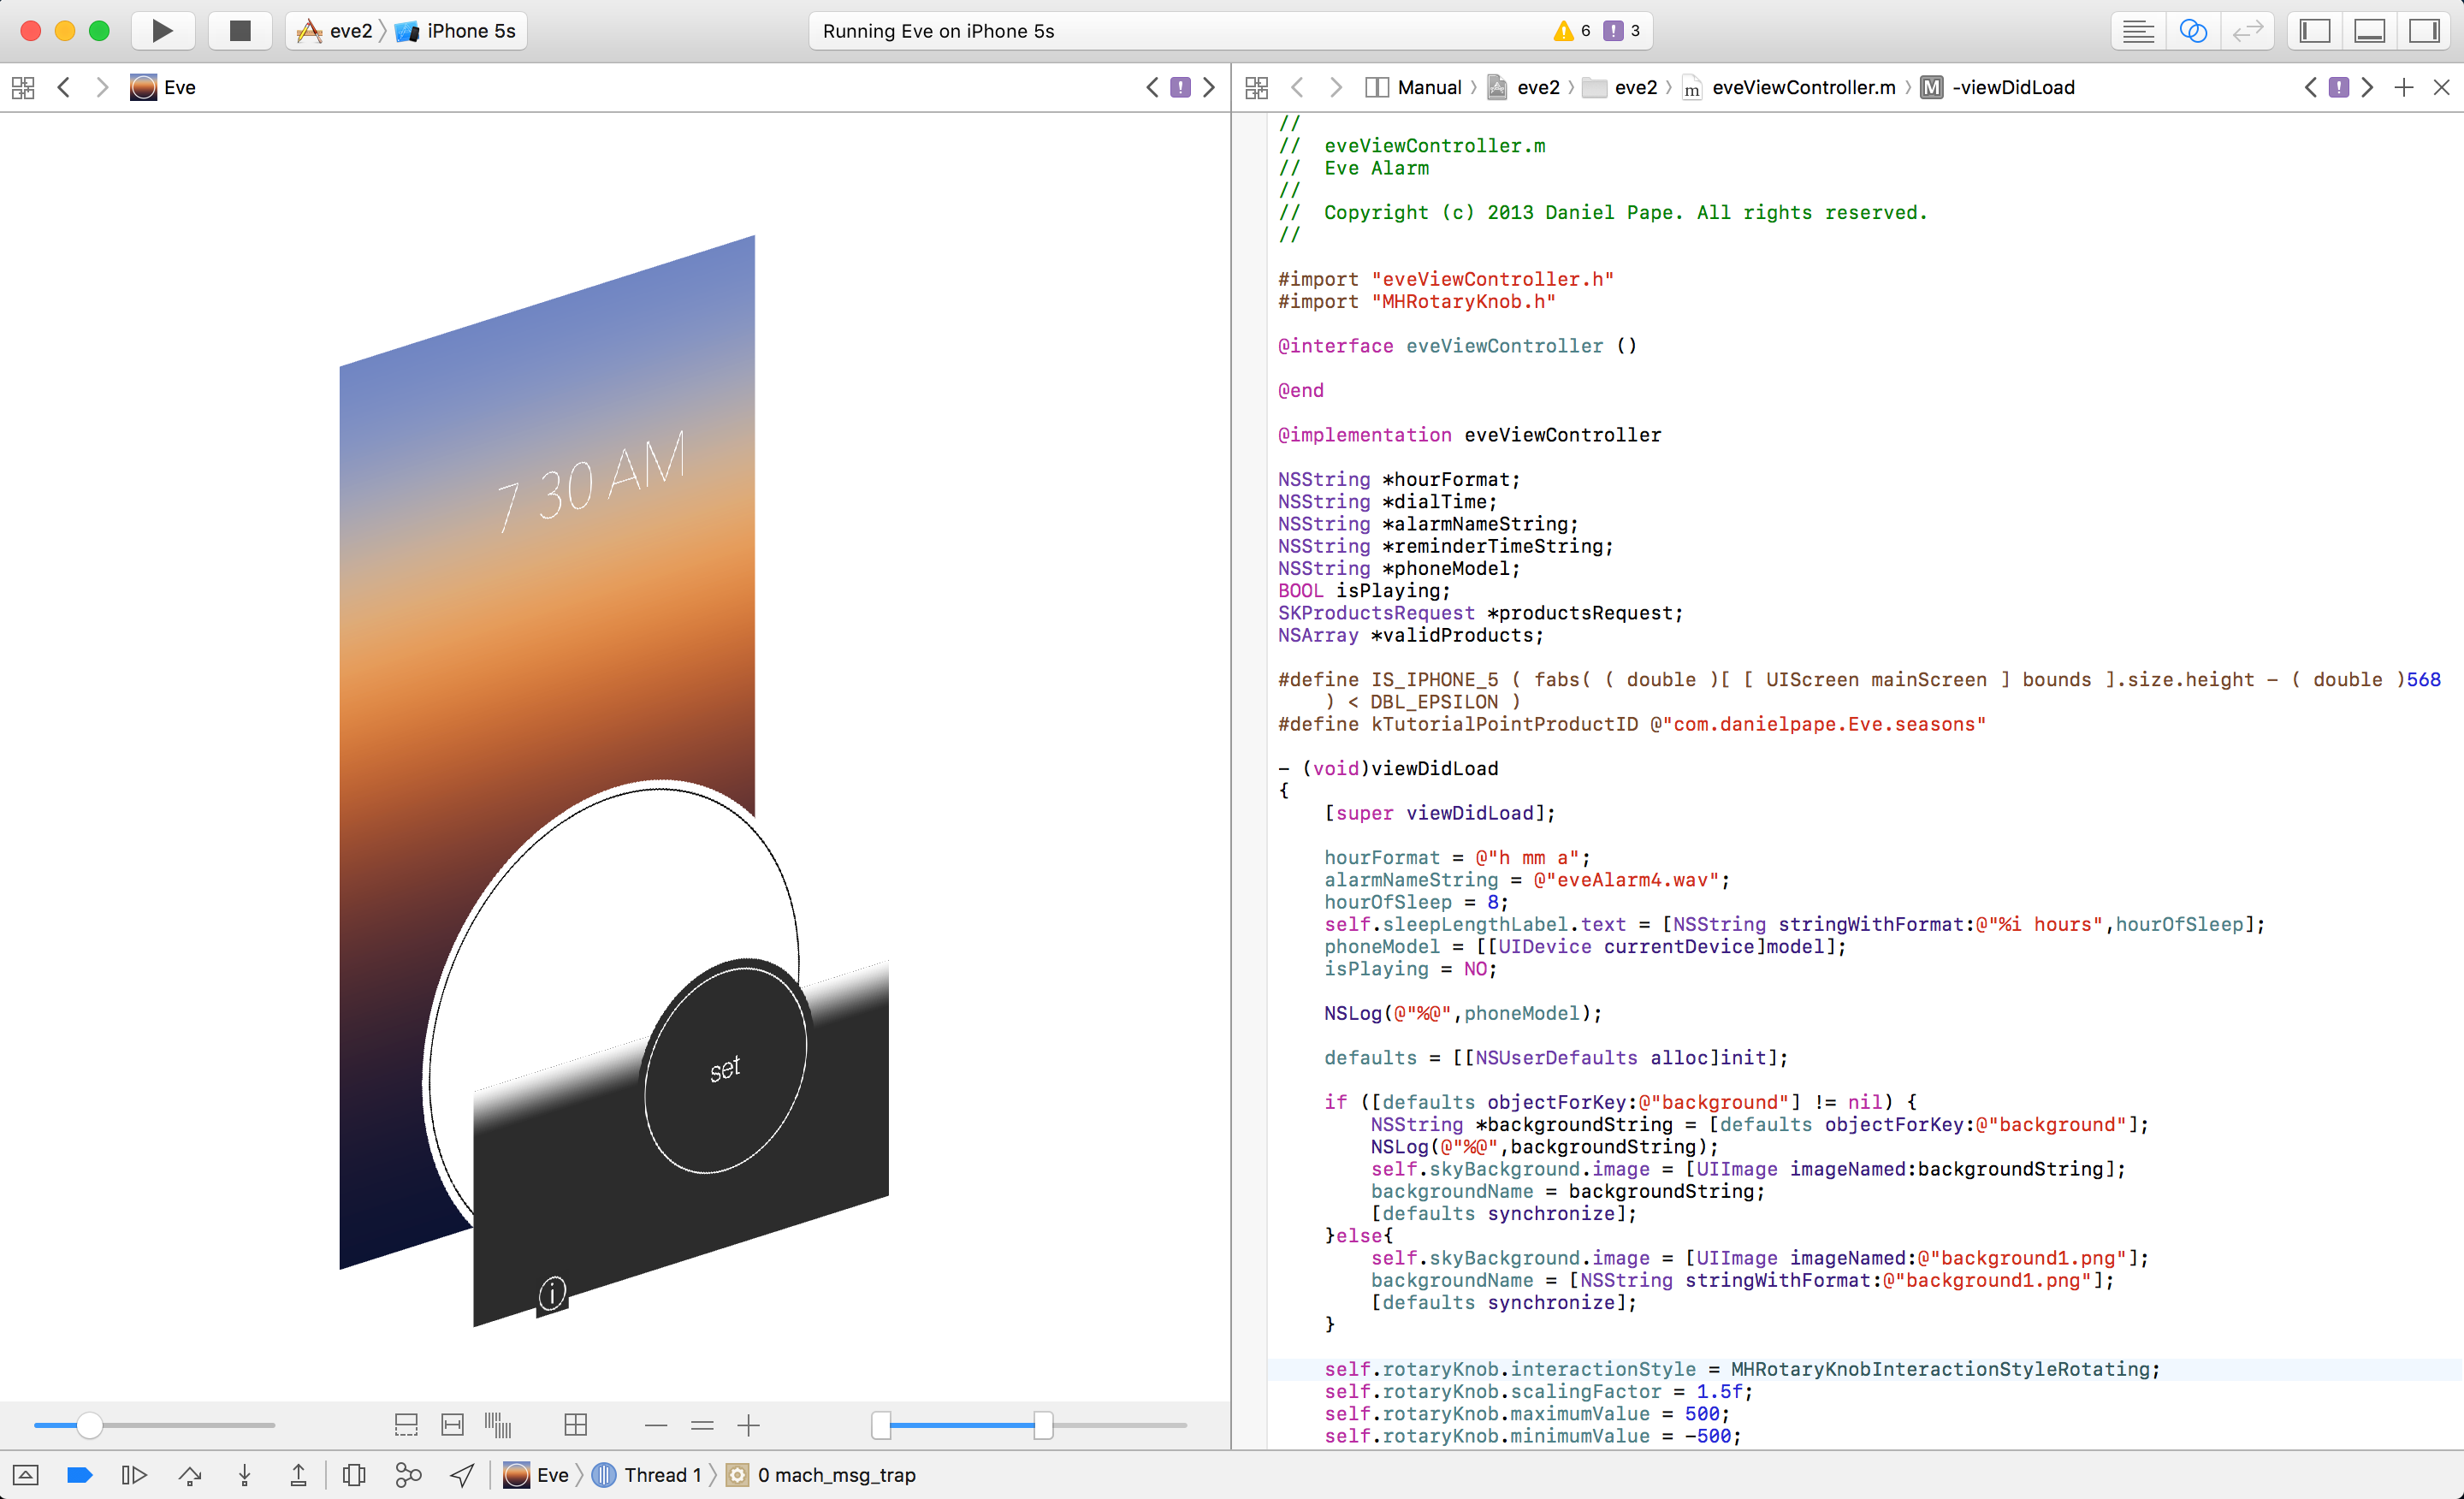 eve2 〉 iPhone 5s
Running Eve on iPhone 5s
6
3
Eve
Manual 〉 eve2 〉 eve2 〉 m eveViewController.m 〉 M -viewDidLoad
7 30 AM
set
i
//
//  eveViewController.m
//  Eve Alarm
//
//  Copyright (c) 2013 Daniel Pape. All rights reserved.
//
#import "eveViewController.h"
#import "MHRotaryKnob.h"
@interface eveViewController ()
@end
@implementation eveViewController
NSString *hourFormat;
NSString *dialTime;
NSString *alarmNameString;
NSString *reminderTimeString;
NSString *phoneModel;
BOOL isPlaying;
SKProductsRequest *productsRequest;
NSArray *validProducts;
#define IS_IPHONE_5 ( fabs( ( double )[ [ UIScreen mainScreen ] bounds ].size.height - ( double )568
) < DBL_EPSILON )
#define kTutorialPointProductID @"com.danielpape.Eve.seasons"
- (void)viewDidLoad
{
[super viewDidLoad];
hourFormat = @"h mm a";
alarmNameString = @"eveAlarm4.wav";
hourOfSleep = 8;
self.sleepLengthLabel.text = [NSString stringWithFormat:@"%i hours",hourOfSleep];
phoneModel = [[UIDevice currentDevice]model];
isPlaying = NO;
NSLog(@"%@",phoneModel);
defaults = [[NSUserDefaults alloc]init];
if ([defaults objectForKey:@"background"] != nil) {
NSString *backgroundString = [defaults objectForKey:@"background"];
NSLog(@"%@",backgroundString);
self.skyBackground.image = [UIImage imageNamed:backgroundString];
backgroundName = backgroundString;
[defaults synchronize];
}else{
self.skyBackground.image = [UIImage imageNamed:@"background1.png"];
backgroundName = [NSString stringWithFormat:@"background1.png"];
[defaults synchronize];
}
self.rotaryKnob.interactionStyle = MHRotaryKnobInteractionStyleRotating;
self.rotaryKnob.scalingFactor = 1.5f;
self.rotaryKnob.maximumValue = 500;
self.rotaryKnob.minimumValue = -500;
Eve 〉 Thread 1 〉 0 mach_msg_trap